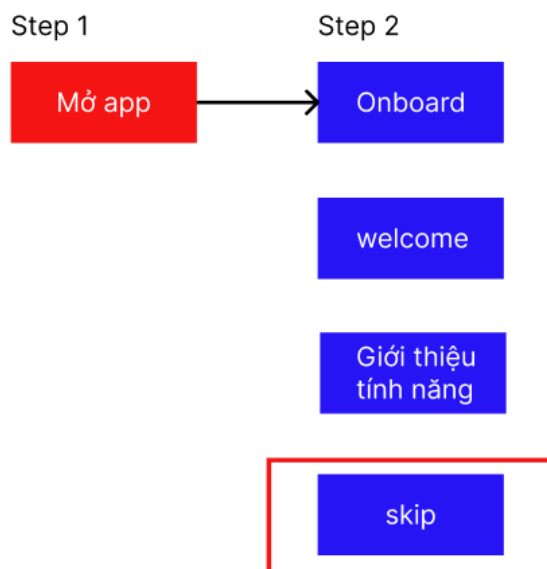 Step 1
Step 2
Mở app
Onboard
welcome
Giới thiệu
tính năng
skip